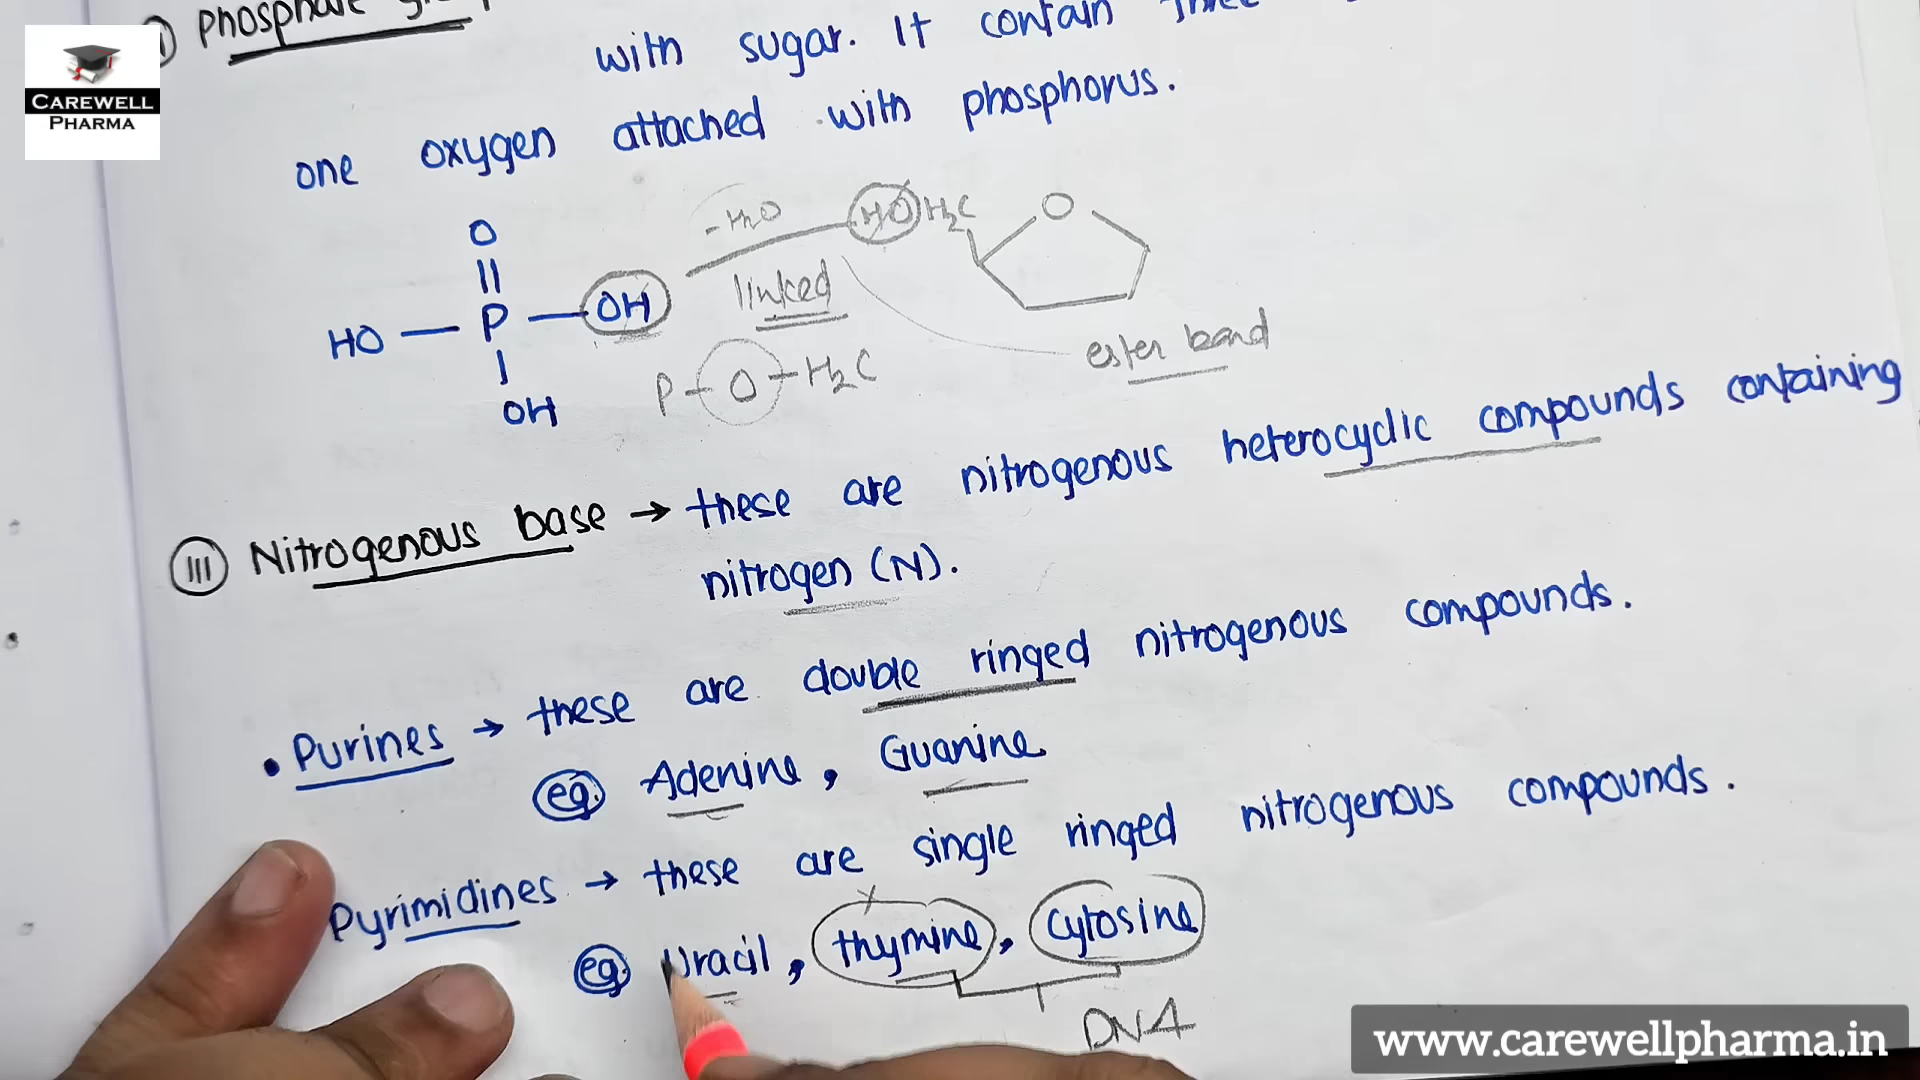 Phosphate
with sugar. It contain three
one oxygen attached with phosphorus.
CAREWELL
PHARMA
O
HO P OH
OH
-H2O
HO H2C O
linked
P-O-H2C
ester bond
III Nitrogenous base → these are nitrogenous heterocyclic compounds containing
nitrogen (N).
• Purines → these are double ringed nitrogenous compounds.
eg. Adenine, Guanine
Pyrimidines → these are single ringed nitrogenous compounds.
eg. Uracil, thymine, cytosine
DNA
www.carewellpharma.in